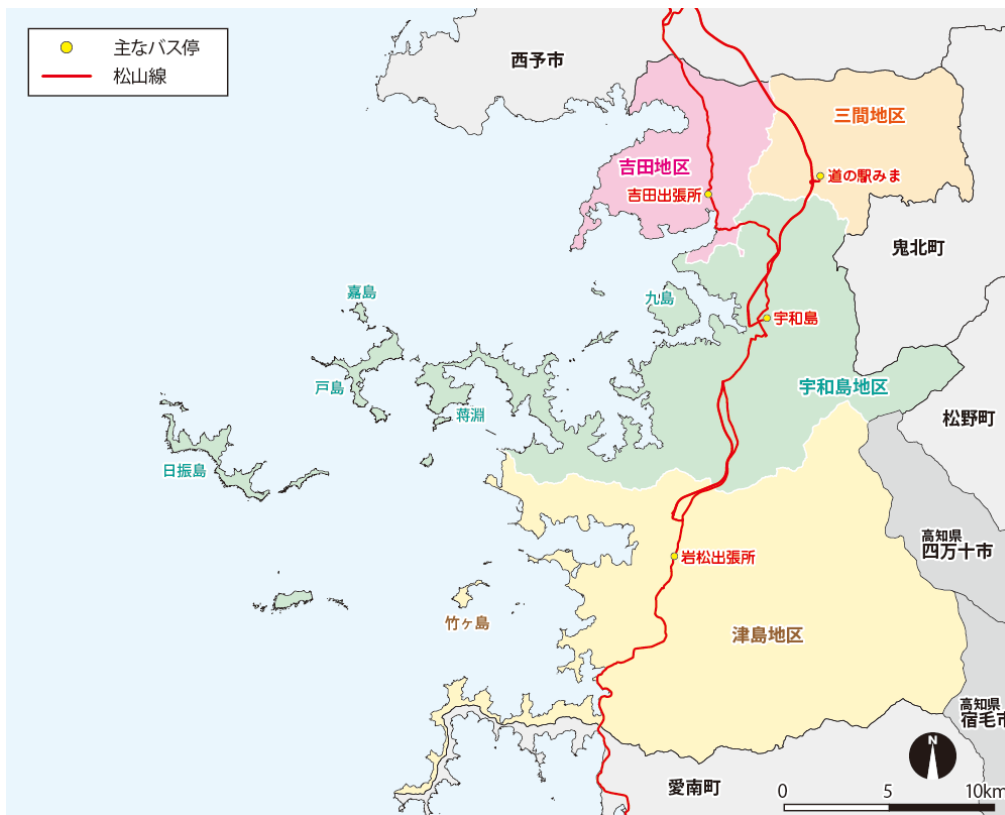 主なバス停
松山線
西予市
三間地区
吉田地区
道の駅みま
吉田出張所
鬼北町
嘉島
九島
宇和島
戸島
宇和島地区
蒋淵
松野町
日振島
高知県
四万十市
岩松出張所
竹ヶ島
津島地区
高知県
宿毛市
N
愛南町
0 5 10km